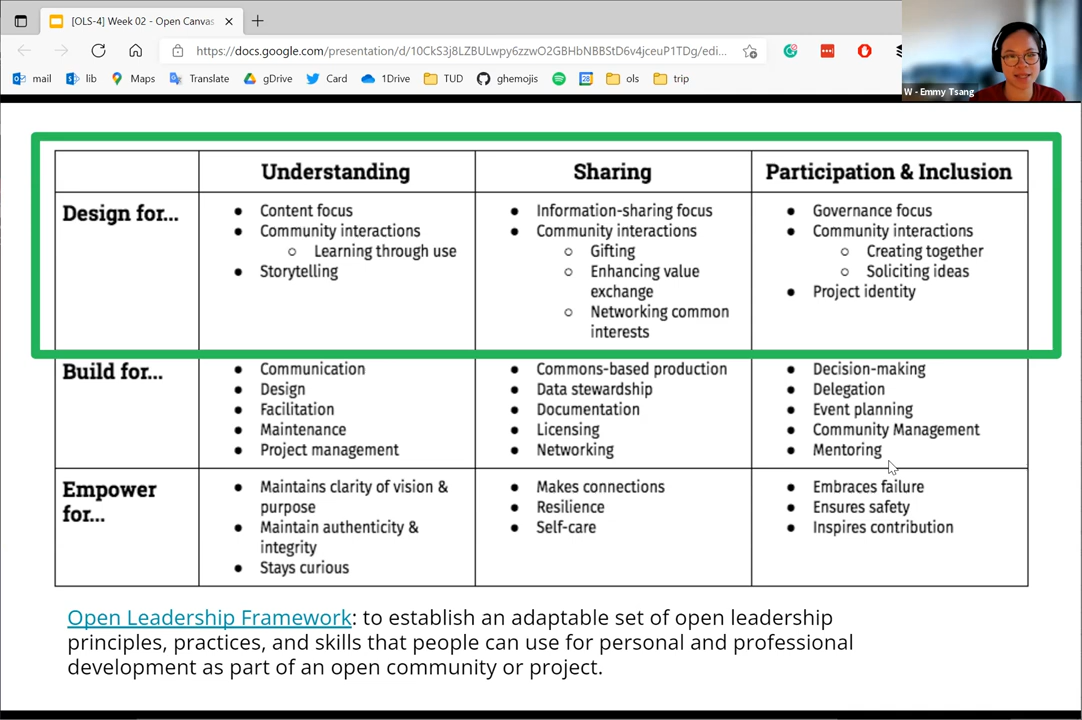 [OLS-4] Week 02 - Open Canvas
https://docs.google.com/presentation/d/10CkS3j8LZBULwpy6zzwO2GBHbNBBStD6v4jceuP1TDg/edi...
mail lib Maps Translate gDrive Card 1Drive TUD ghemojis 28 ols trip
W - Emmy Tsang
Understanding Sharing Participation & Inclusion
Design for...
● Content focus
● Community interactions
○ Learning through use
● Storytelling
● Information-sharing focus
● Community interactions
○ Gifting
○ Enhancing value
exchange
○ Networking common
interests
● Governance focus
● Community interactions
○ Creating together
○ Soliciting ideas
● Project identity
Build for...
● Communication
● Design
● Facilitation
● Maintenance
● Project management
● Commons-based production
● Data stewardship
● Documentation
● Licensing
● Networking
● Decision-making
● Delegation
● Event planning
● Community Management
● Mentoring
Empower
for...
● Maintains clarity of vision &
purpose
● Maintain authenticity &
integrity
● Stays curious
● Makes connections
● Resilience
● Self-care
● Embraces failure
● Ensures safety
● Inspires contribution
Open Leadership Framework: to establish an adaptable set of open leadership
principles, practices, and skills that people can use for personal and professional
development as part of an open community or project.